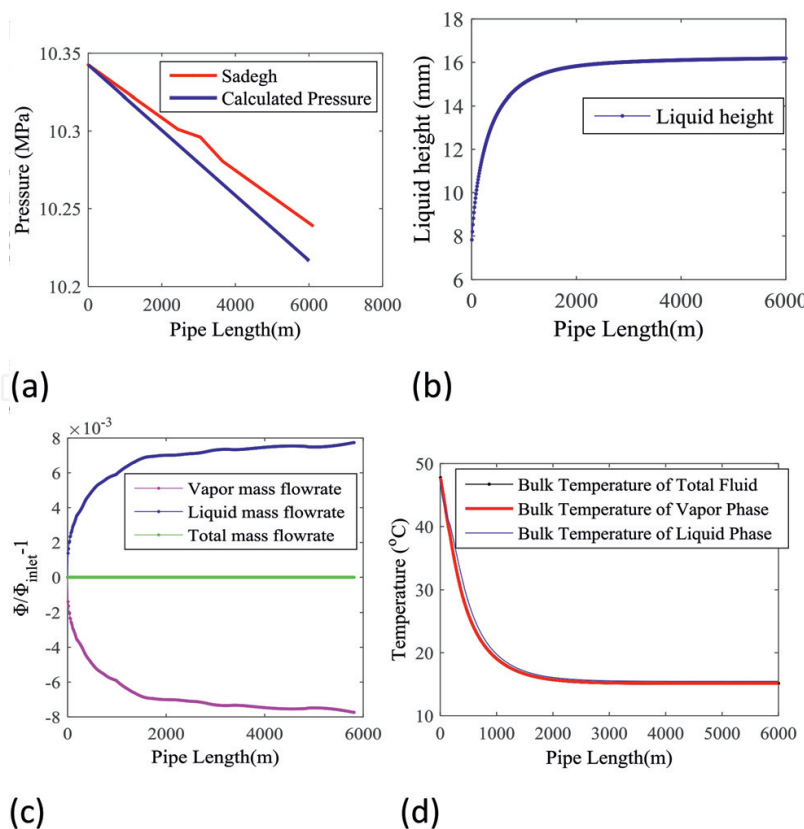 10.35
10.3
10.25
10.2
Pressure (MPa)
Sadegh
Calculated Pressure
0
2000
4000
6000
8000
Pipe Length(m)
(a)
18
16
14
12
10
8
6
Liquid height (mm)
Liquid height
0
2000
4000
6000
Pipe Length(m)
(b)
×10⁻³
8
6
4
2
0
-2
-4
-6
-8
Φ/Φinlet-1
Vapor mass flowrate
Liquid mass flowrate
Total mass flowrate
0
2000
4000
6000
Pipe Length(m)
(c)
50
40
30
20
10
Temperature (°C)
Bulk Temperature of Total Fluid
Bulk Temperature of Vapor Phase
Bulk Temperature of Liquid Phase
0
1000
2000
3000
4000
5000
6000
Pipe Length(m)
(d)